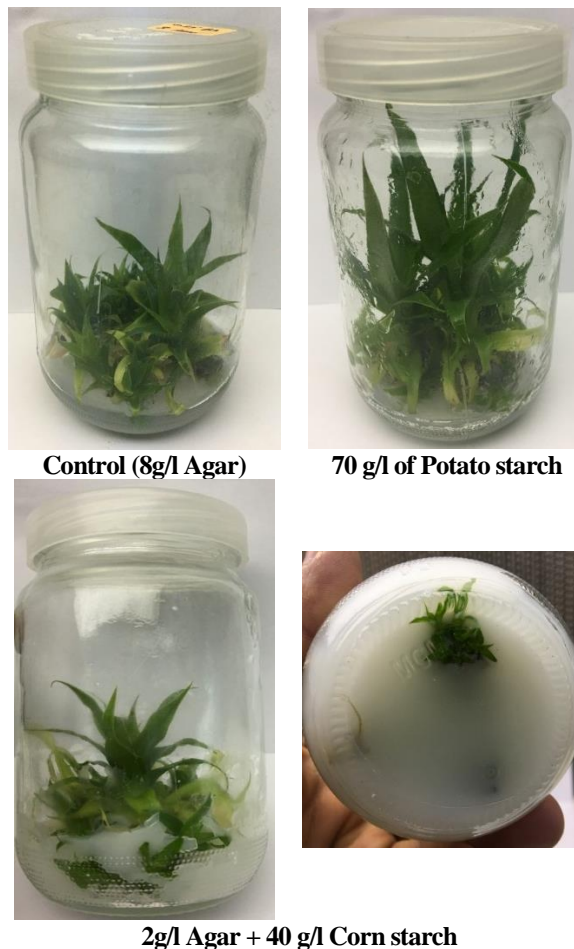 Control (8g/l Agar)
70 g/l of Potato starch
2g/l Agar + 40 g/l Corn starch